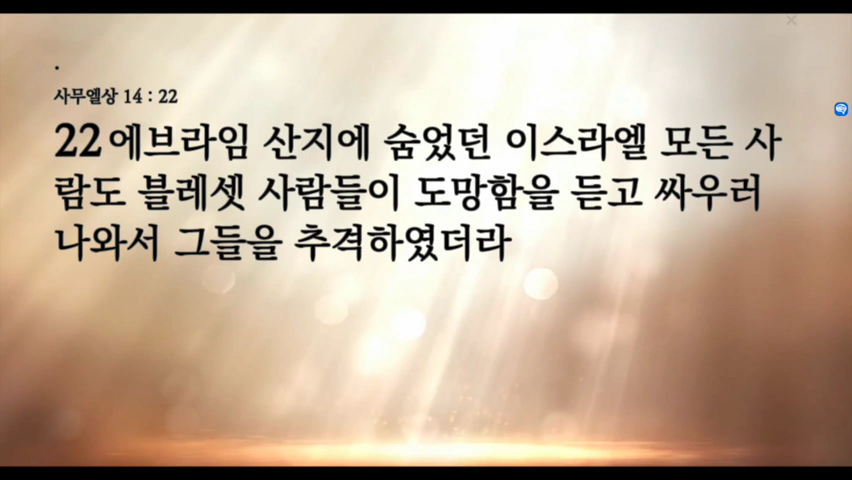 사무엘상 14 : 22
22 에브라임 산지에 숨었던 이스라엘 모든 사
람도 블레셋 사람들이 도망함을 듣고 싸우러
나와서 그들을 추격하였더라